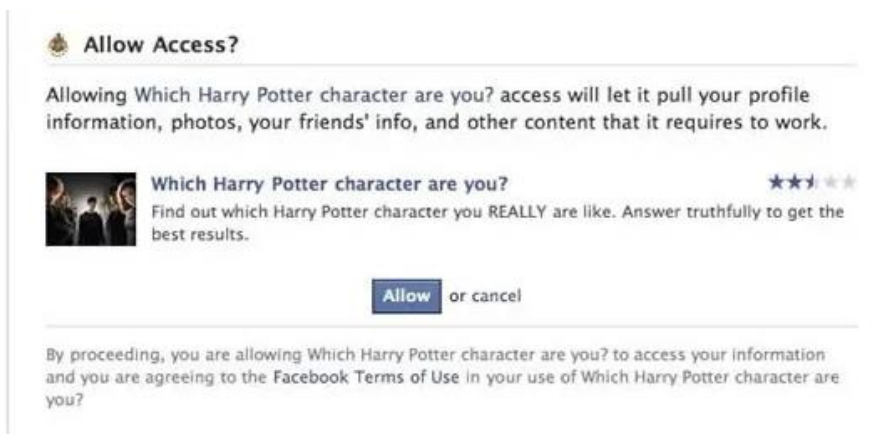 Allow Access?
Allowing Which Harry Potter character are you? access will let it pull your profile
information, photos, your friends' info, and other content that it requires to work.
Which Harry Potter character are you?
Find out which Harry Potter character you REALLY are like. Answer truthfully to get the
best results.
Allow or cancel
By proceeding, you are allowing Which Harry Potter character are you? to access your information
and you are agreeing to the Facebook Terms of Use in your use of Which Harry Potter character are
you?